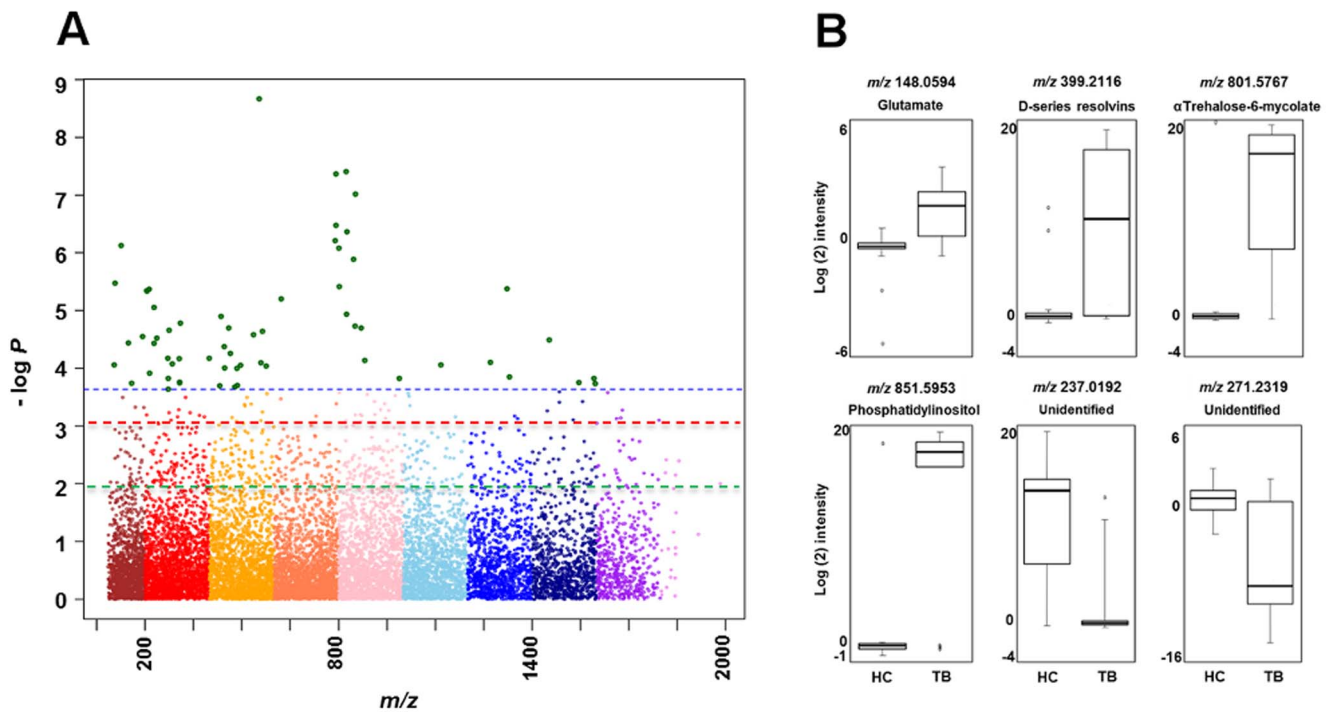 A
B
9
8
7
6
5
4
3
2
1
0
- log P
200
800
1400
2000
m/z
m/z 148.0594
Glutamate
m/z 399.2116
D-series resolvins
m/z 801.5767
αTrehalose-6-mycolate
6
0
-6
Log (2) intensity
20
0
-4
20
0
-4
m/z 851.5953
Phosphatidylinositol
m/z 237.0192
Unidentified
m/z 271.2319
Unidentified
20
0
-1
Log (2) intensity
20
0
-4
6
0
-16
HC TB
HC TB
HC TB